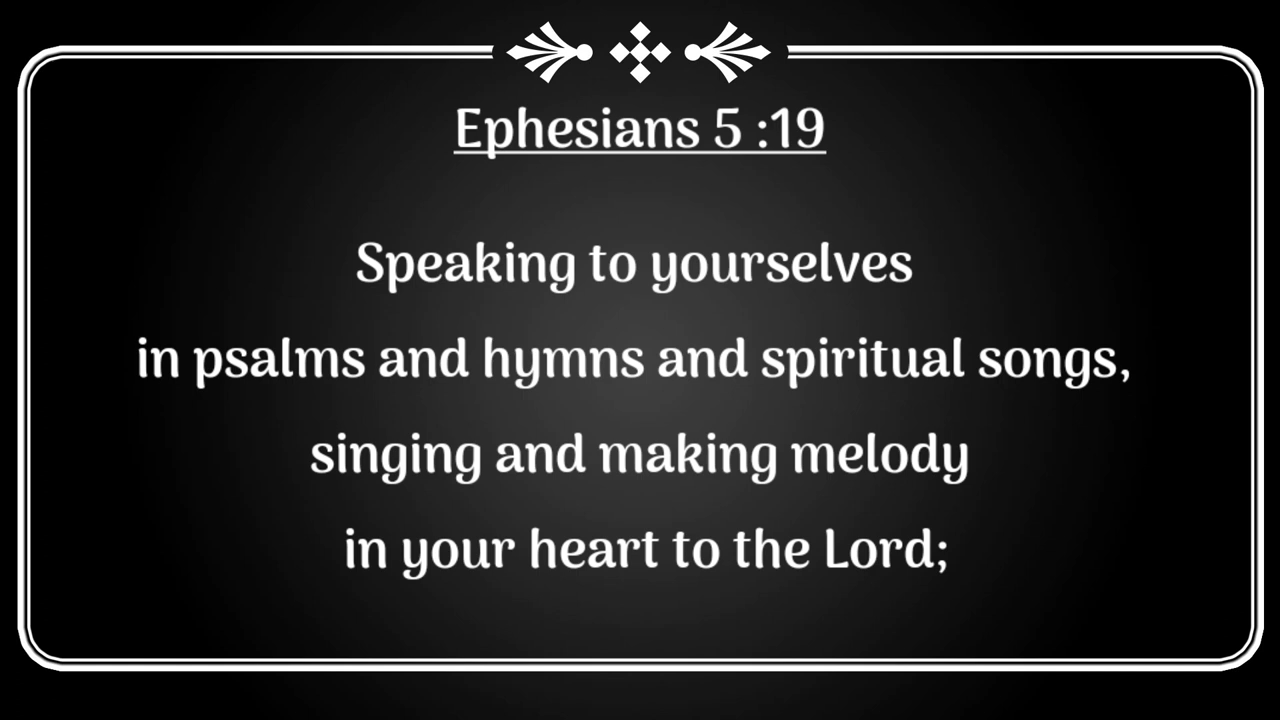 Ephesians 5 :19
Speaking to yourselves
in psalms and hymns and spiritual songs,
singing and making melody
in your heart to the Lord;